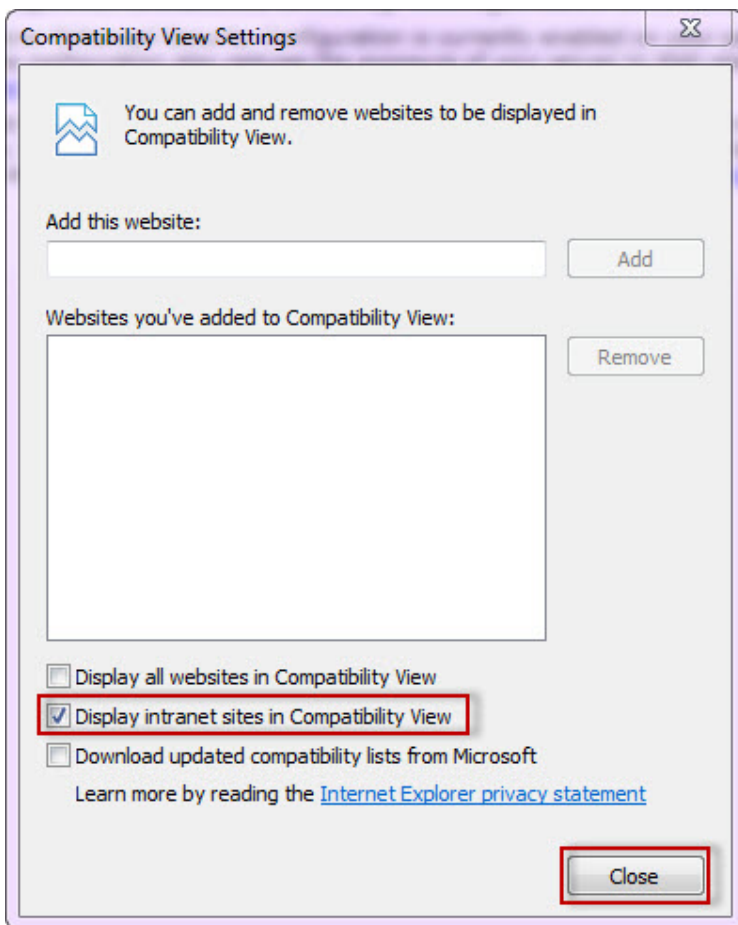 Compatibility View Settings
You can add and remove websites to be displayed in
Compatibility View.
Add this website:
Add
Websites you've added to Compatibility View:
Remove
Display all websites in Compatibility View
Display intranet sites in Compatibility View
Download updated compatibility lists from Microsoft
Learn more by reading the Internet Explorer privacy statement
Close